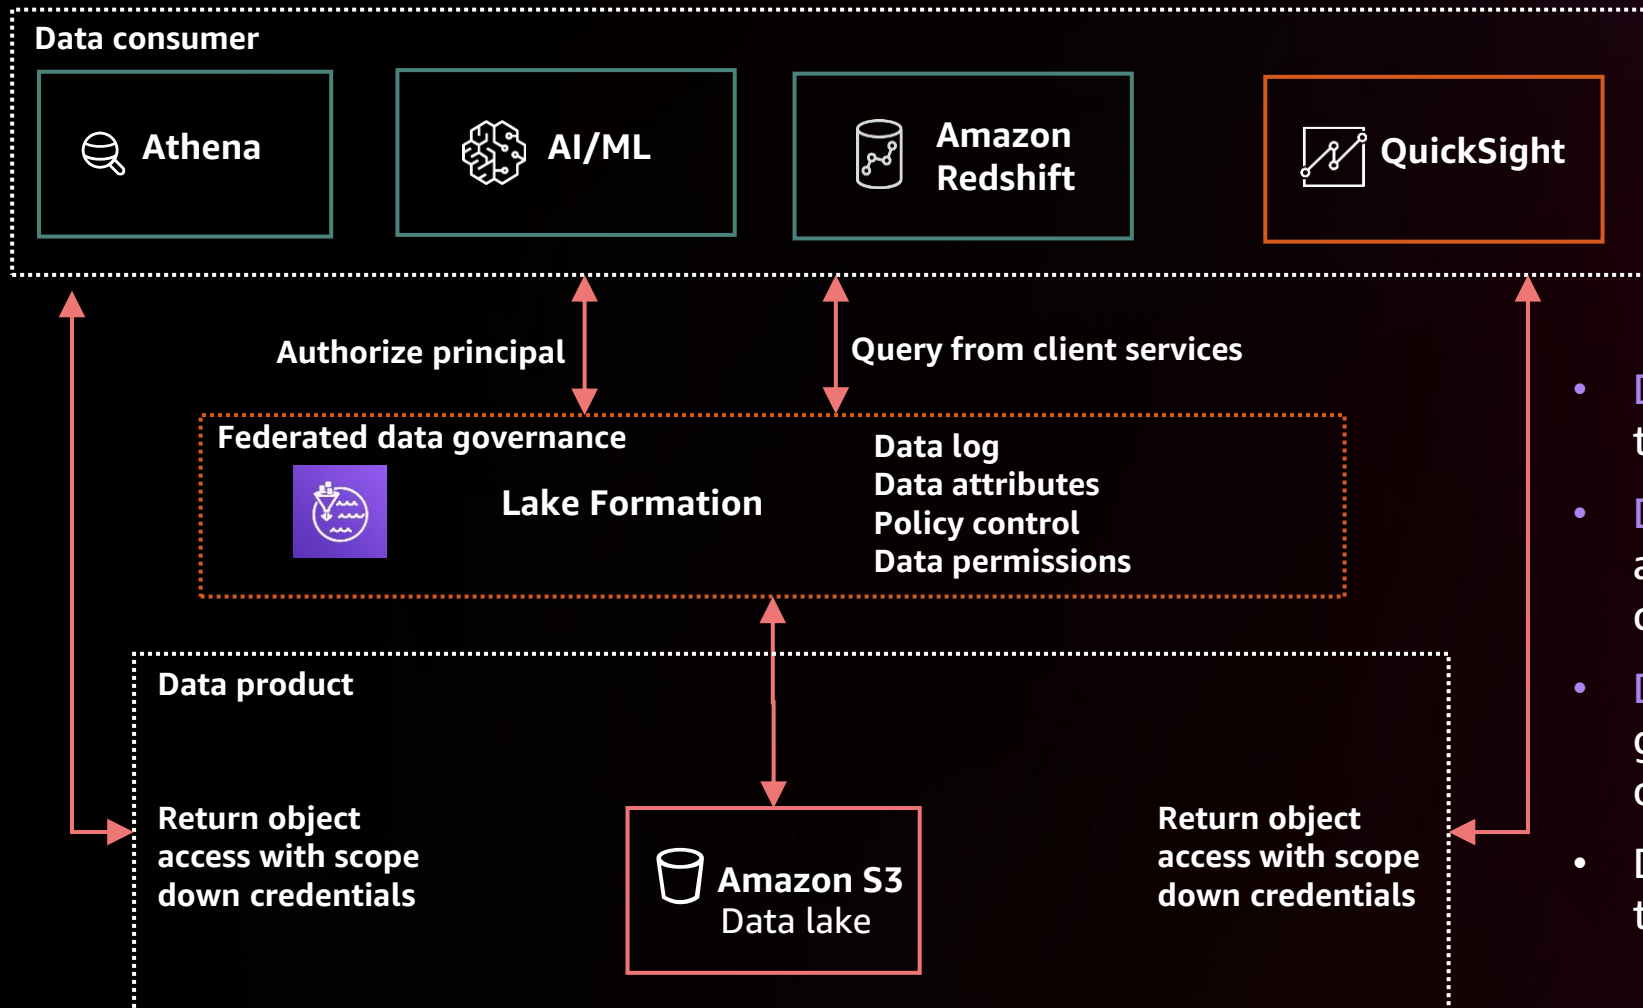 Data consumer
Athena
AI/ML
Amazon
Redshift
QuickSight
Authorize principal
Query from client services
Federated data governance
Lake Formation
Data log
Data attributes
Policy control
Data permissions
Data product
Return object
access with scope
down credentials
Amazon S3
Data lake
Return object
access with scope
down credentials